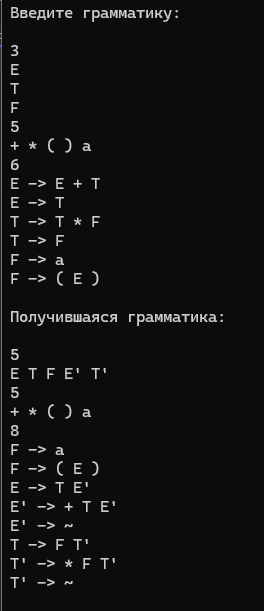 Введите грамматику:
3
E
T
F
5
+ * ( ) a
6
E -> E + T
E -> T
T -> T * F
T -> F
F -> a
F -> ( E )
Получившаяся грамматика:
5
E T F E' T'
5
+ * ( ) a
8
F -> a
F -> ( E )
E -> T E'
E' -> + T E'
E' -> ~
T -> F T'
T' -> * F T'
T' -> ~